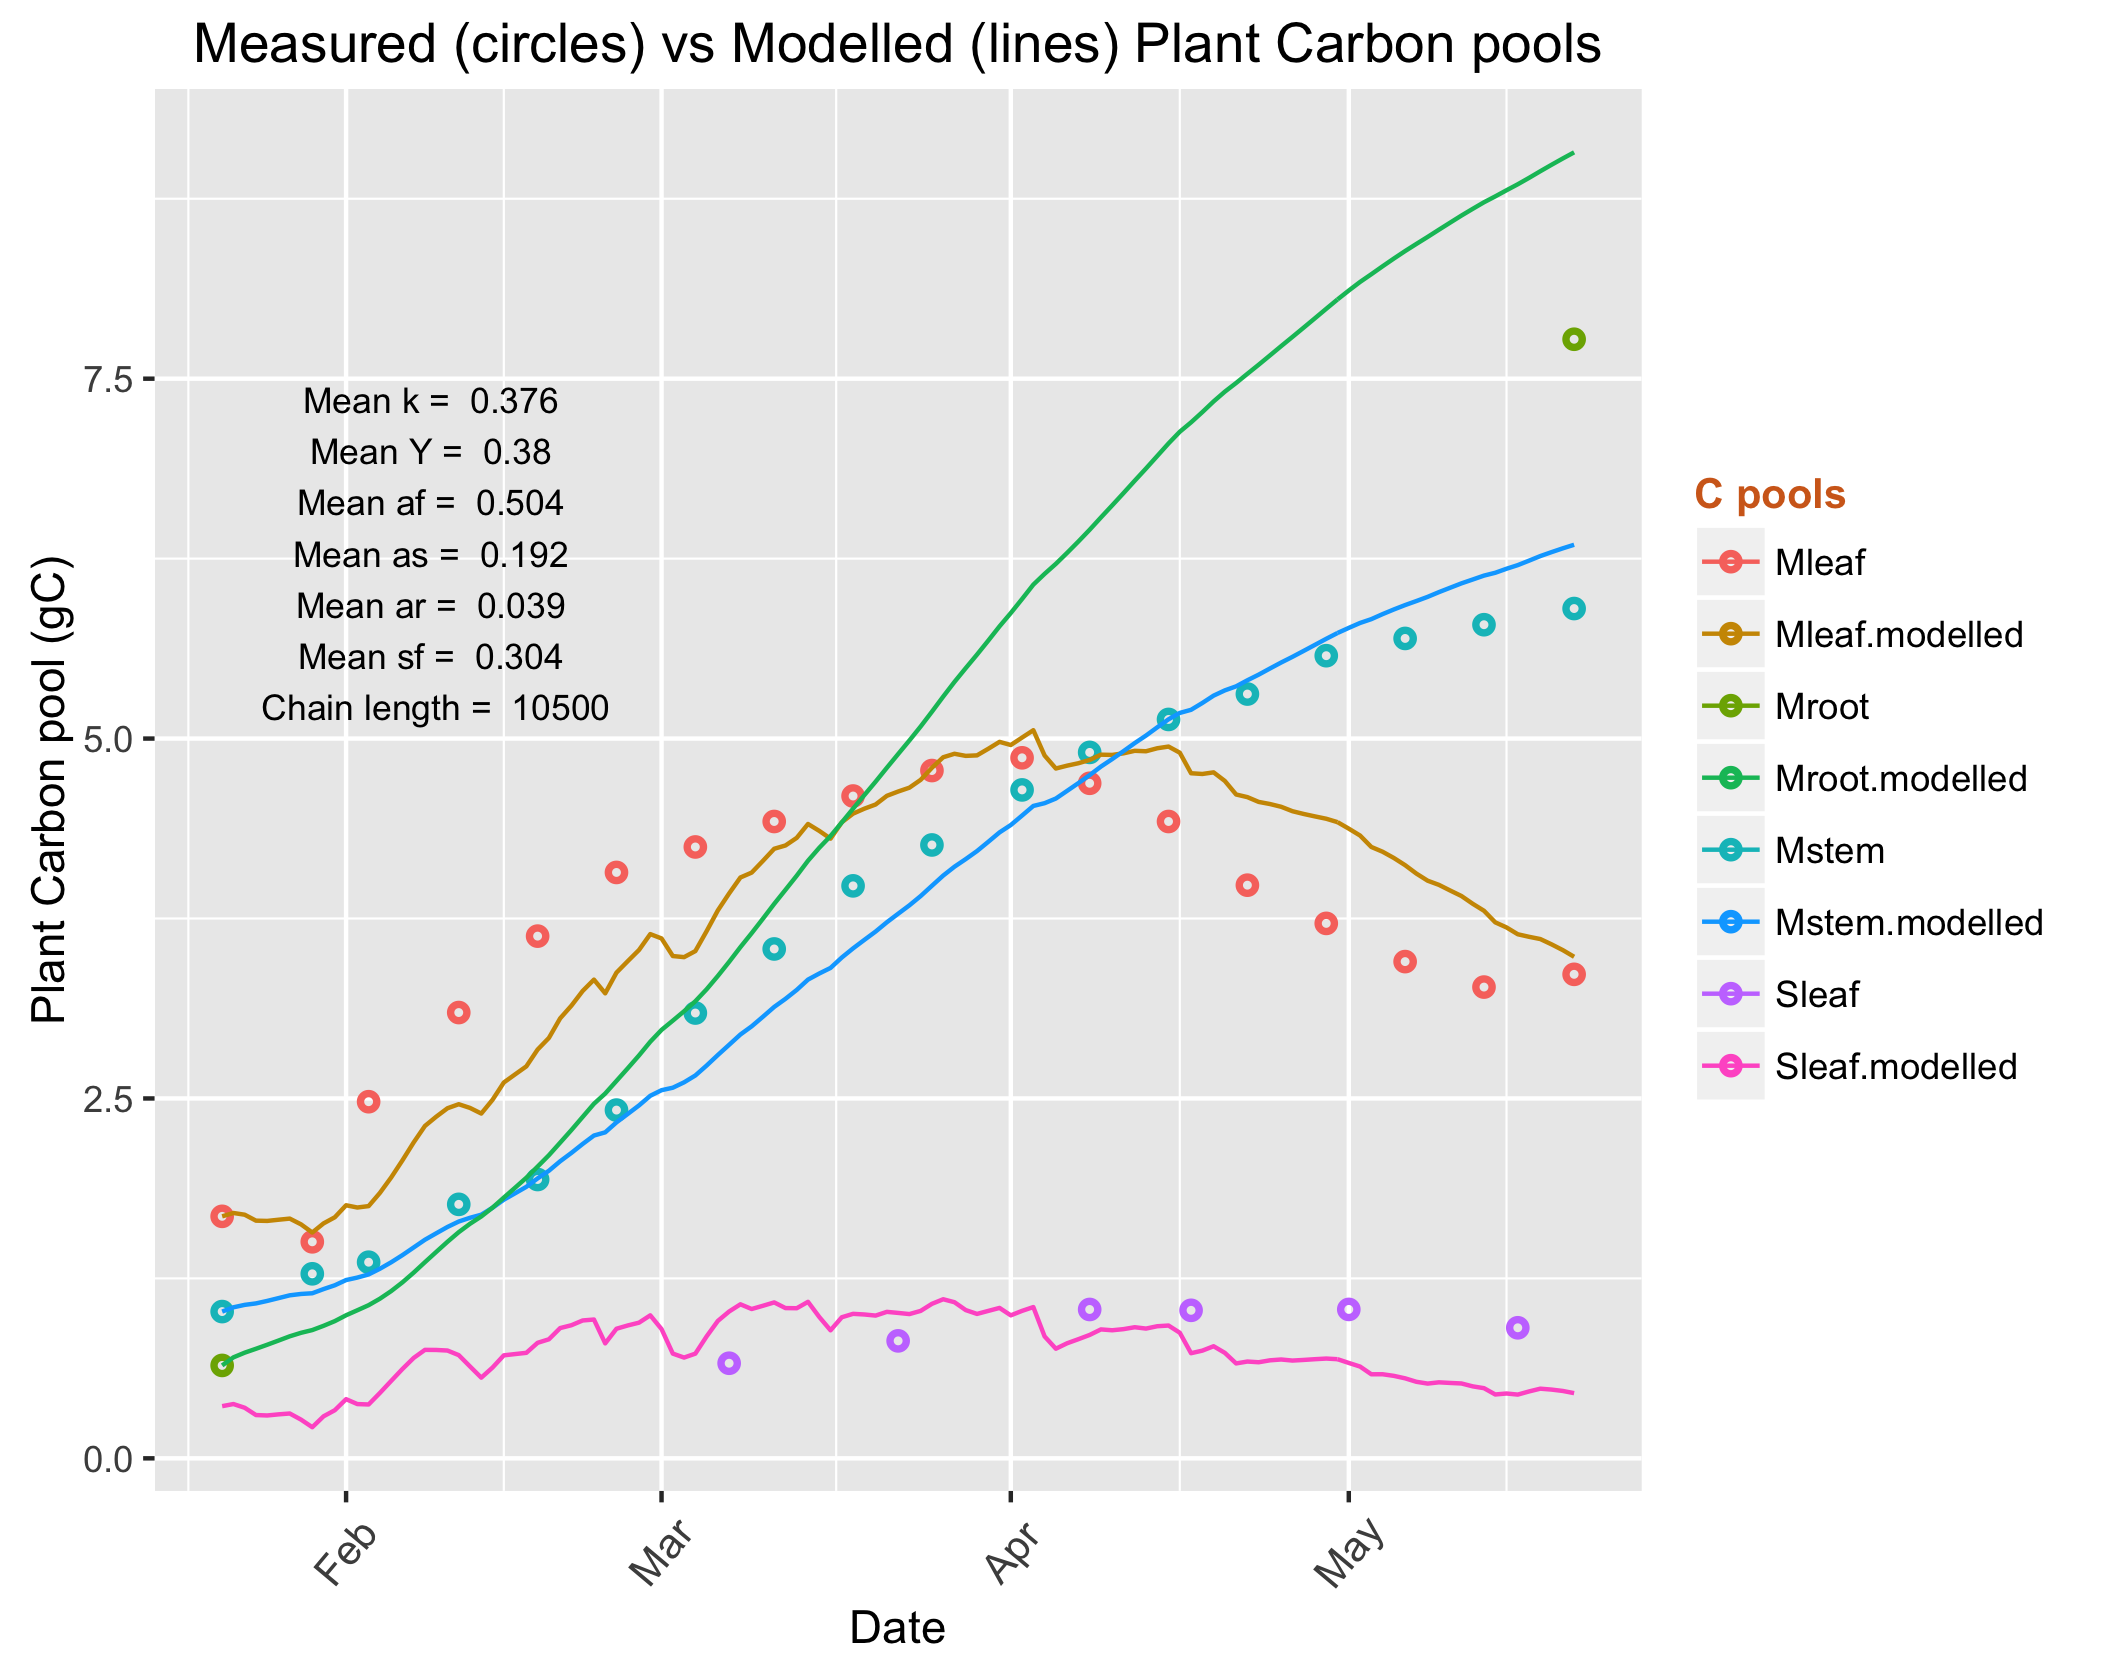 Measured (circles) vs Modelled (lines) Plant Carbon pools
Plant Carbon pool (gC)
7.5
5.0
2.5
0.0
Mean k = 0.376
Mean Y = 0.38
Mean af = 0.504
Mean as = 0.192
Mean ar = 0.039
Mean sf = 0.304
Chain length = 10500
Feb
Mar
Apr
May
Date
C pools
Mleaf
Mleaf.modelled
Mroot
Mroot.modelled
Mstem
Mstem.modelled
Sleaf
Sleaf.modelled